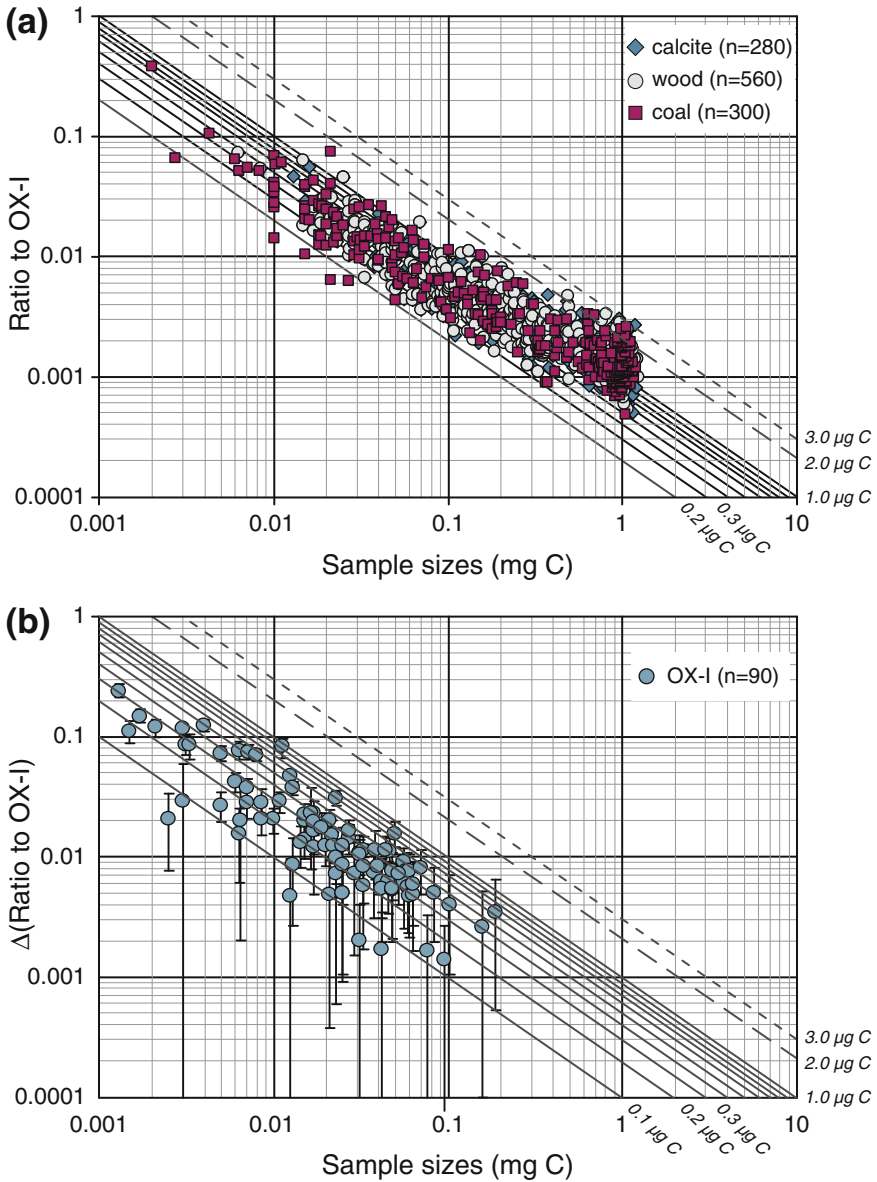 (a)
1
0.1
0.01
0.001
0.0001
Ratio to OX-I
calcite (n=280)
wood (n=560)
coal (n=300)
3.0 µg C
2.0 µg C
1.0 µg C
0.2 µg C
0.3 µg C
0.001
0.01
0.1
1
10
Sample sizes (mg C)
(b)
1
0.1
0.01
0.001
0.0001
Δ(Ratio to OX-I)
OX-I (n=90)
3.0 µg C
2.0 µg C
1.0 µg C
0.1 µg C
0.2 µg C
0.3 µg C
0.001
0.01
0.1
1
10
Sample sizes (mg C)